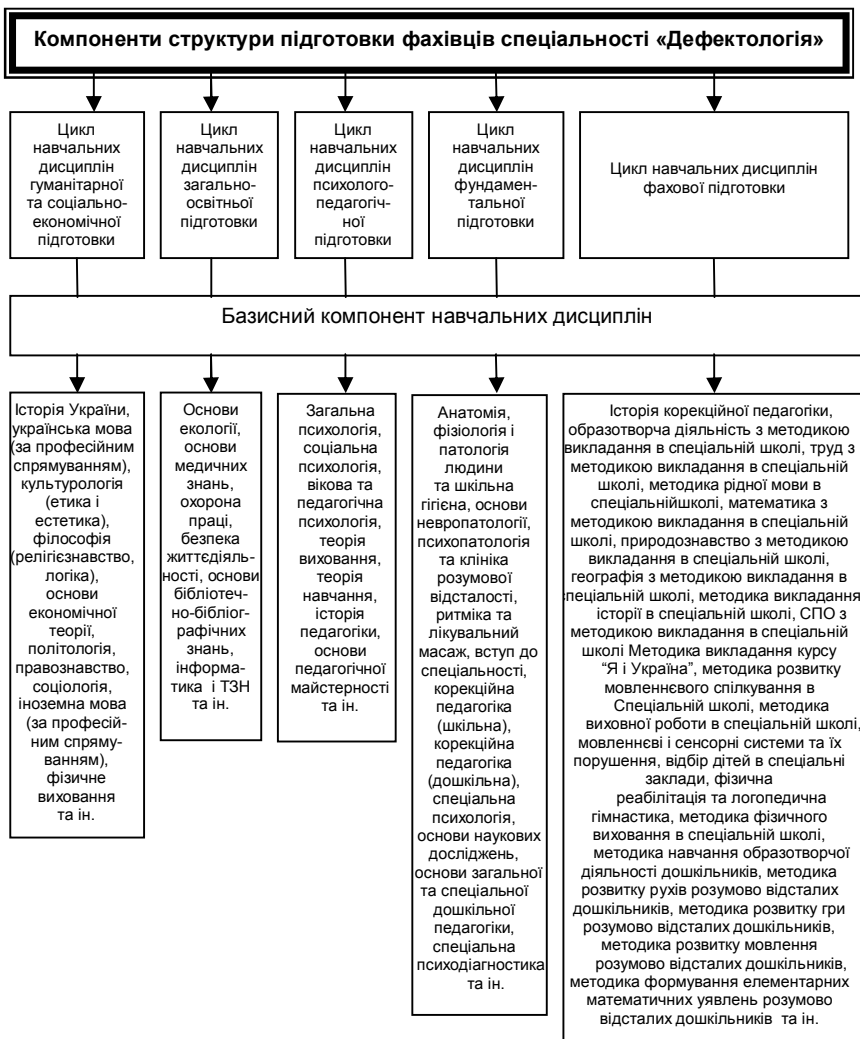 Компоненти структури підготовки фахівців спеціальності «Дефектологія»
Цикл
навчальних
дисциплін
гуманітарної
та соціально-
економічної
підготовки
Цикл
навчальних
дисциплін
загально-
освітньої
підготовки
Цикл
навчальних
дисциплін
психолого-
педагогіч-
ної
підготовки
Цикл
навчальних
дисциплін
фундамен-
тальної
підготовки
Цикл навчальних дисциплін
фахової підготовки
Базисний компонент навчальних дисциплін
Історія України,
українська мова
(за професійним
спрямуванням),
культурологія
(етика і
естетика),
філософія
(релігієзнавство,
логіка),
основи
економічної
теорії,
політологія,
правознавство,
соціологія,
іноземна мова
(за професій-
ним спряму-
ванням),
фізичне
виховання
та ін.
Основи
екології,
основи
медичних
знань,
охорона
праці,
безпека
життєдіяль-
ності, основи
бібліотеч-
но-бібліог-
рафічних
знань,
інформа-
тика і ТЗН
та ін.
Загальна
психологія,
соціальна
психологія,
вікова та
педагогічна
психологія,
теорія
виховання,
теорія
навчання,
історія
педагогіки,
основи
педагогічної
майстерності
та ін.
Анатомія,
фізіологія і
патологія
людини
та шкільна
гігієна, основи
невропатології,
психопатологія
та клініка
розумової
відсталості,
ритміка та
лікувальний
масаж, вступ до
спеціальності,
корекційна
педагогіка
(шкільна),
корекційна
педагогіка
(дошкільна),
спеціальна
психологія,
основи наукових
досліджень,
основи загальної
та спеціальної
дошкільної
педагогіки,
спеціальна
психодіагностика
та ін.
Історія корекційної педагогіки,
образотворча діяльність з методикою
викладання в спеціальній школі, труд з
методикою викладання в спеціальній
школі, методика рідної мови в
спеціальнійшколі, математика з
методикою викладання в спеціальній
школі, природознавство з методикою
викладання в спеціальній школі,
географія з методикою викладання в
спеціальній школі, методика викладання
історії в спеціальній школі, СПО з
методикою викладання в спеціальній
школі Методика викладання курсу
“Я і Україна”, методика розвитку
мовленнєвого спілкування в
Спеціальній школі, методика
виховної роботи в спеціальній школі,
мовленнєві і сенсорні системи та їх
порушення, відбір дітей в спеціальні
заклади, фізична
реабілітація та логопедична
гімнастика, методика фізичного
виховання в спеціальній школі,
методика навчання образотворчої
діяльності дошкільників, методика
розвитку рухів розумово відсталих
дошкільників, методика розвитку гри
розумово відсталих дошкільників,
методика розвитку мовлення
розумово відсталих дошкільників,
методика формування елементарних
математичних уявлень розумово
відсталих дошкільників та ін.